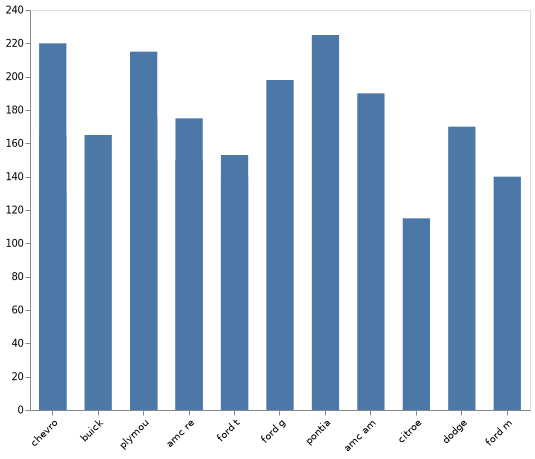 240
220
200
180
160
140
120
100
80
60
40
20
0
chevro
buick
plymou
amc re
ford t
ford g
pontia
amc am
citroe
dodge
ford m